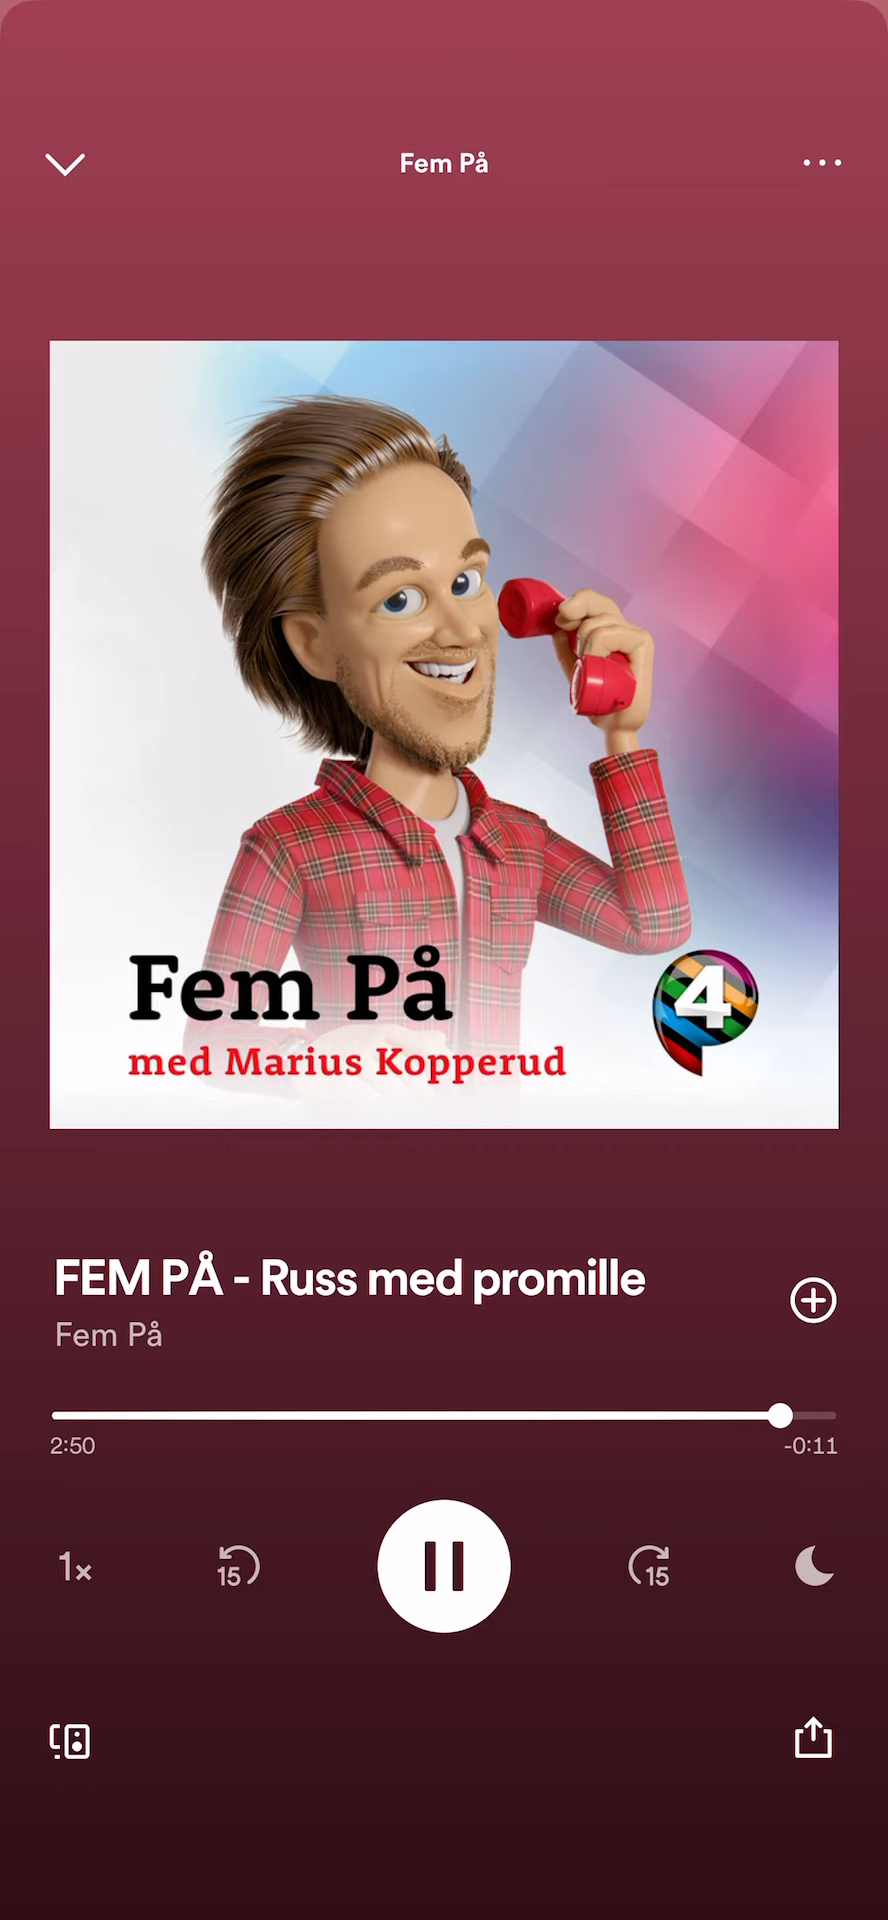 Fem På
Fem På
med Marius Kopperud
4
FEM PÅ - Russ med promille
Fem På
2:50
-0:11
1x
15
15